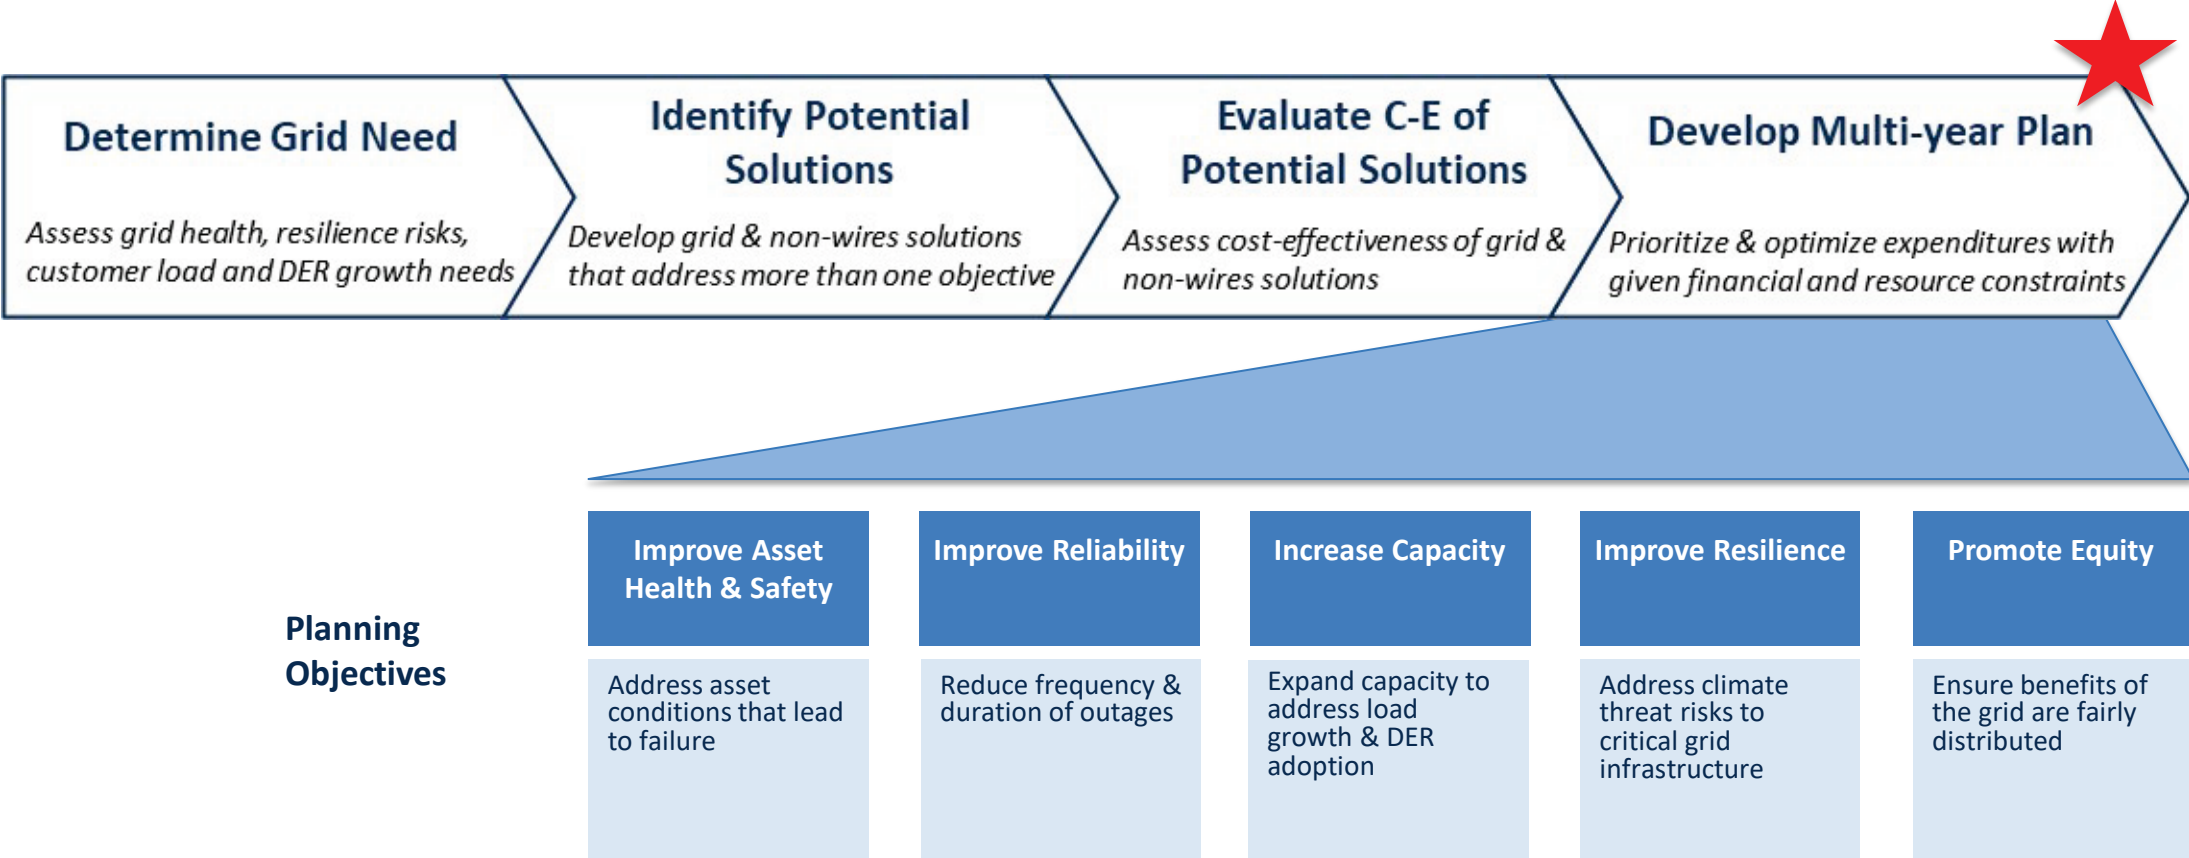 Determine Grid Need
Assess grid health, resilience risks,
customer load and DER growth needs
Identify Potential
Solutions
Develop grid & non-wires solutions
that address more than one objective
Evaluate C-E of
Potential Solutions
Assess cost-effectiveness of grid &
non-wires solutions
Develop Multi-year Plan
Prioritize & optimize expenditures with
given financial and resource constraints
Planning
Objectives
Improve Asset
Health & Safety
Address asset
conditions that lead
to failure
Improve Reliability
Reduce frequency &
duration of outages
Increase Capacity
Expand capacity to
address load
growth & DER
adoption
Improve Resilience
Address climate
threat risks to
critical grid
infrastructure
Promote Equity
Ensure benefits of
the grid are fairly
distributed